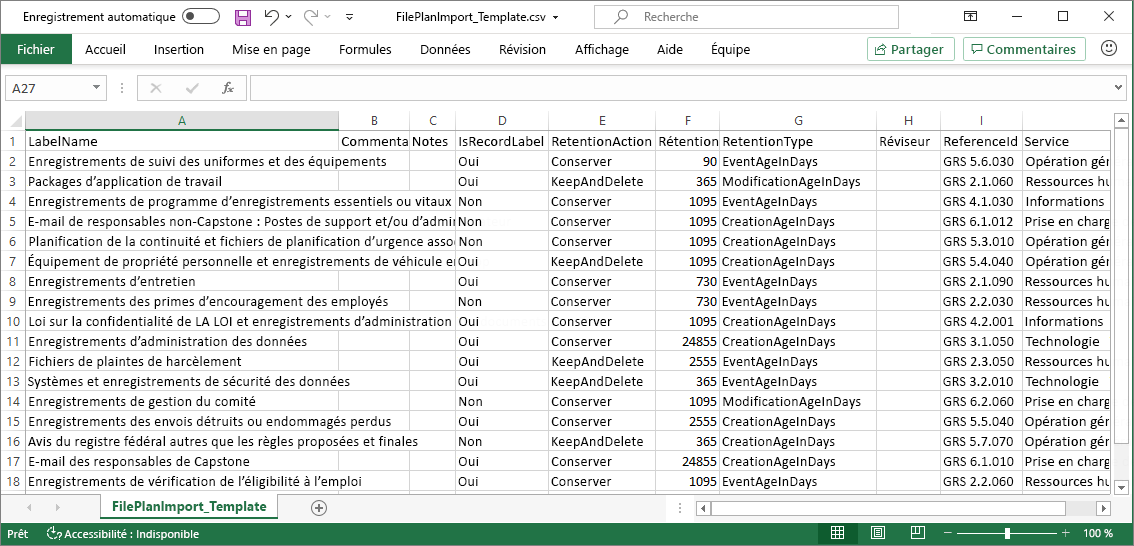 Enregistrement automatique FilePlanImport_Template.csv Recherche
Fichier Accueil Insertion Mise en page Formules Données Révision Affichage Aide Équipe Partager Commentaires
A27 fx
A B C D E F G H I
1 LabelName Commenta Notes IsRecordLabel RetentionAction Rétention RetentionType Réviseur ReferenceId Service
2 Enregistrements de suivi des uniformes et des équipements Oui Conserver 90 EventAgeInDays GRS 5.6.030 Opération gér
3 Packages d’application de travail Oui KeepAndDelete 365 ModificationAgeInDays GRS 2.1.060 Ressources hu
4 Enregistrements de programme d’enregistrements essentiels ou vitaux Non Conserver 1095 EventAgeInDays GRS 4.1.030 Informations
5 E-mail de responsables non-Capstone : Postes de support et/ou d’admin Non Conserver 1095 CreationAgeInDays GRS 6.1.012 Prise en charg
6 Planification de la continuité et fichiers de planification d’urgence asso Non Conserver 1095 CreationAgeInDays GRS 5.3.010 Opération gér
7 Équipement de propriété personnelle et enregistrements de véhicule e Oui KeepAndDelete 1095 CreationAgeInDays GRS 5.4.040 Opération gér
8 Enregistrements d’entretien Oui Conserver 730 EventAgeInDays GRS 2.1.090 Ressources hu
9 Enregistrements des primes d’encouragement des employés Non Conserver 730 EventAgeInDays GRS 2.2.030 Ressources hu
10 Loi sur la confidentialité de LA LOI et enregistrements d’administration Oui Conserver 1095 CreationAgeInDays GRS 4.2.001 Informations
11 Enregistrements d’administration des données Oui Conserver 24855 CreationAgeInDays GRS 3.1.050 Technologie
12 Fichiers de plaintes de harcèlement Oui KeepAndDelete 2555 EventAgeInDays GRS 2.3.050 Ressources hu
13 Systèmes et enregistrements de sécurité des données Oui KeepAndDelete 365 EventAgeInDays GRS 3.2.010 Technologie
14 Enregistrements de gestion du comité Non Conserver 1095 ModificationAgeInDays GRS 6.2.060 Prise en charg
15 Enregistrements des envois détruits ou endommagés perdus Oui Conserver 2555 CreationAgeInDays GRS 5.5.040 Opération gér
16 Avis du registre fédéral autres que les règles proposées et finales Non KeepAndDelete 365 CreationAgeInDays GRS 5.7.070 Opération gér
17 E-mail des responsables de Capstone Oui Conserver 24855 CreationAgeInDays GRS 6.1.010 Prise en charg
18 Enregistrements de vérification de l’éligibilité à l’emploi Oui Conserver 1095 EventAgeInDays GRS 2.2.060 Ressources hu
FilePlanImport_Template
Prêt Accessibilité : Indisponible 100 %